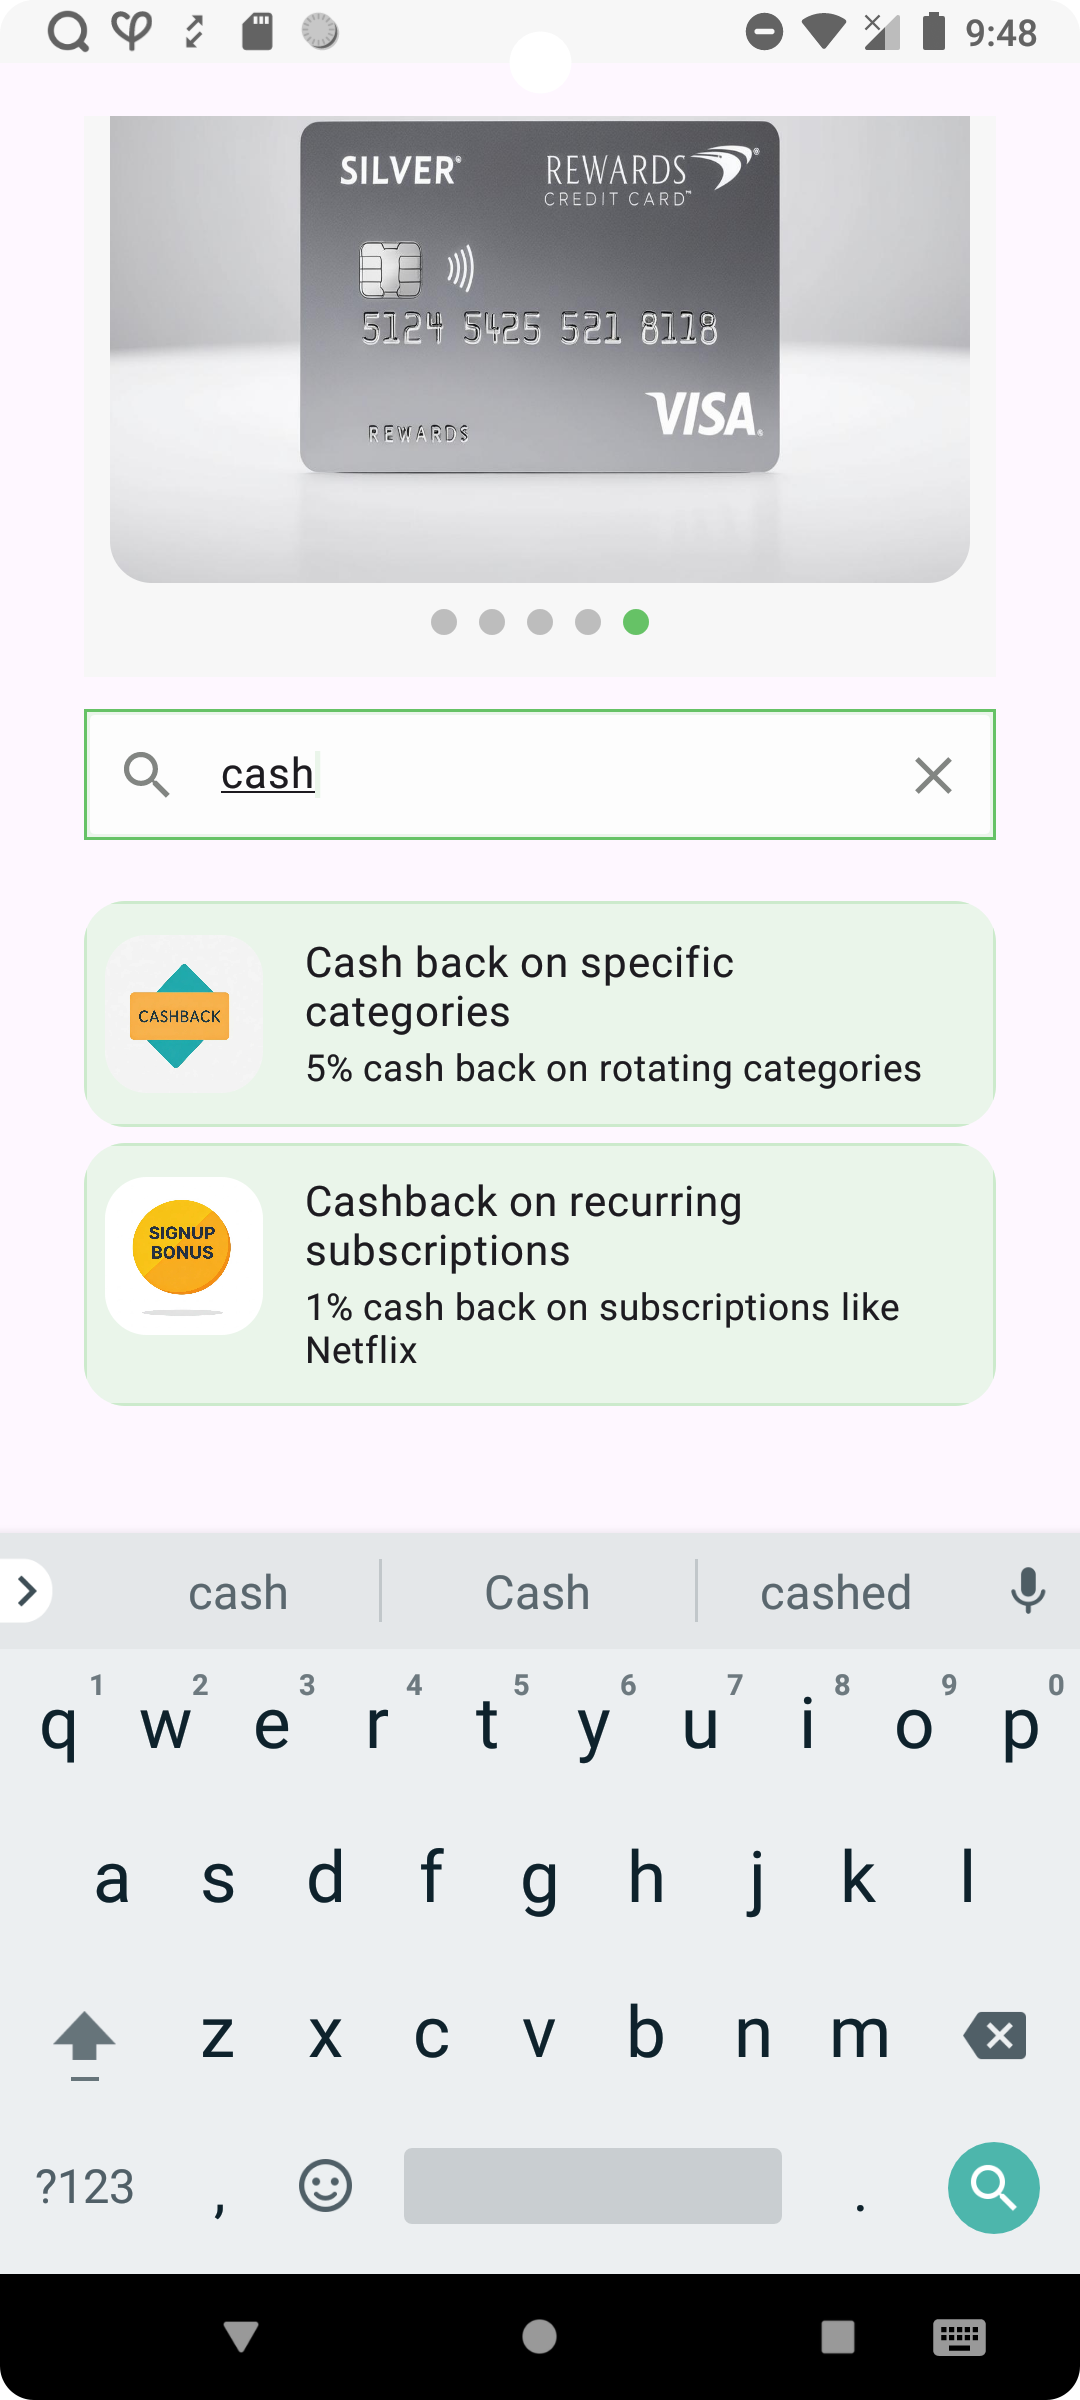 9:48
SILVER®
REWARDS®
CREDIT CARD™
5124 5425 521 8118
VISA®
REWARDS
cash
Cash back on specific
categories
CASHBACK
5% cash back on rotating categories
Cashback on recurring
subscriptions
SIGNUP
BONUS
1% cash back on subscriptions like
Netflix
cash Cash cashed
1 2 3 4 5 6 7 8 9 0
q w e r t y u i o p
a s d f g h j k l
z x c v b n m
?123 , .